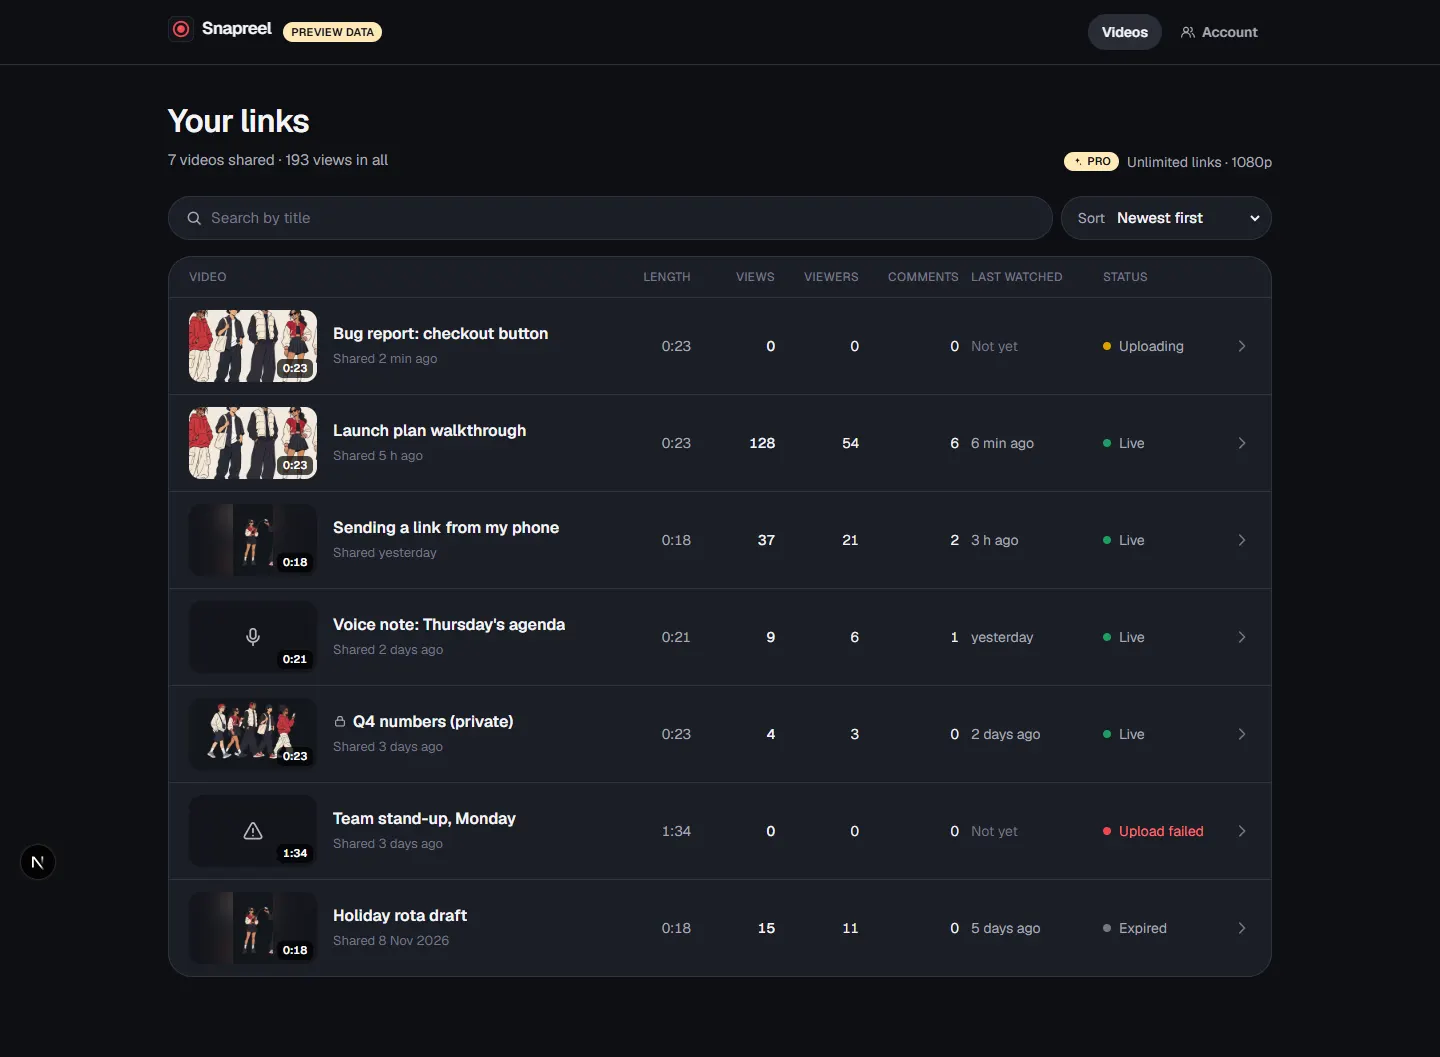 Snapreel PREVIEW DATA Videos Account
Your links
7 videos shared · 193 views in all
PRO Unlimited links · 1080p
Search by title Sort Newest first
VIDEO LENGTH VIEWS VIEWERS COMMENTS LAST WATCHED STATUS
0:23 Bug report: checkout button 0:23 0 0 0 Not yet Uploading
Shared 2 min ago
0:23 Launch plan walkthrough 0:23 128 54 6 6 min ago Live
Shared 5 h ago
0:18 Sending a link from my phone 0:18 37 21 2 3 h ago Live
Shared yesterday
0:21 Voice note: Thursday's agenda 0:21 9 6 1 yesterday Live
Shared 2 days ago
0:23 Q4 numbers (private) 0:23 4 3 0 2 days ago Live
Shared 3 days ago
1:34 Team stand-up, Monday 1:34 0 0 0 Not yet Upload failed
Shared 3 days ago
0:18 Holiday rota draft 0:18 15 11 0 5 days ago Expired
Shared 8 Nov 2026
N